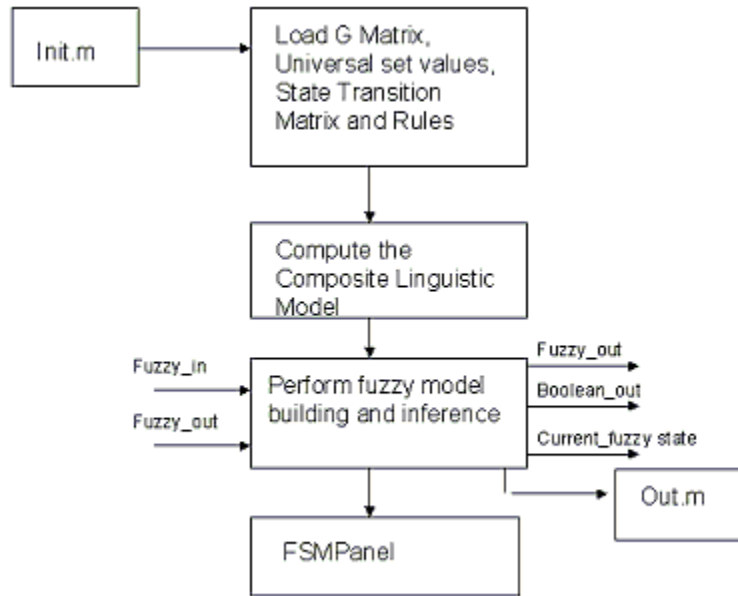 Init.m
Load G Matrix,
Universal set values,
State Transition
Matrix and Rules
Compute the
Composite Linguistic
Model
Fuzzy_in
Fuzzy_out
Perform fuzzy model
building and inference
Fuzzy_out
Boolean_out
Current_fuzzy state
Out.m
FSMPanel